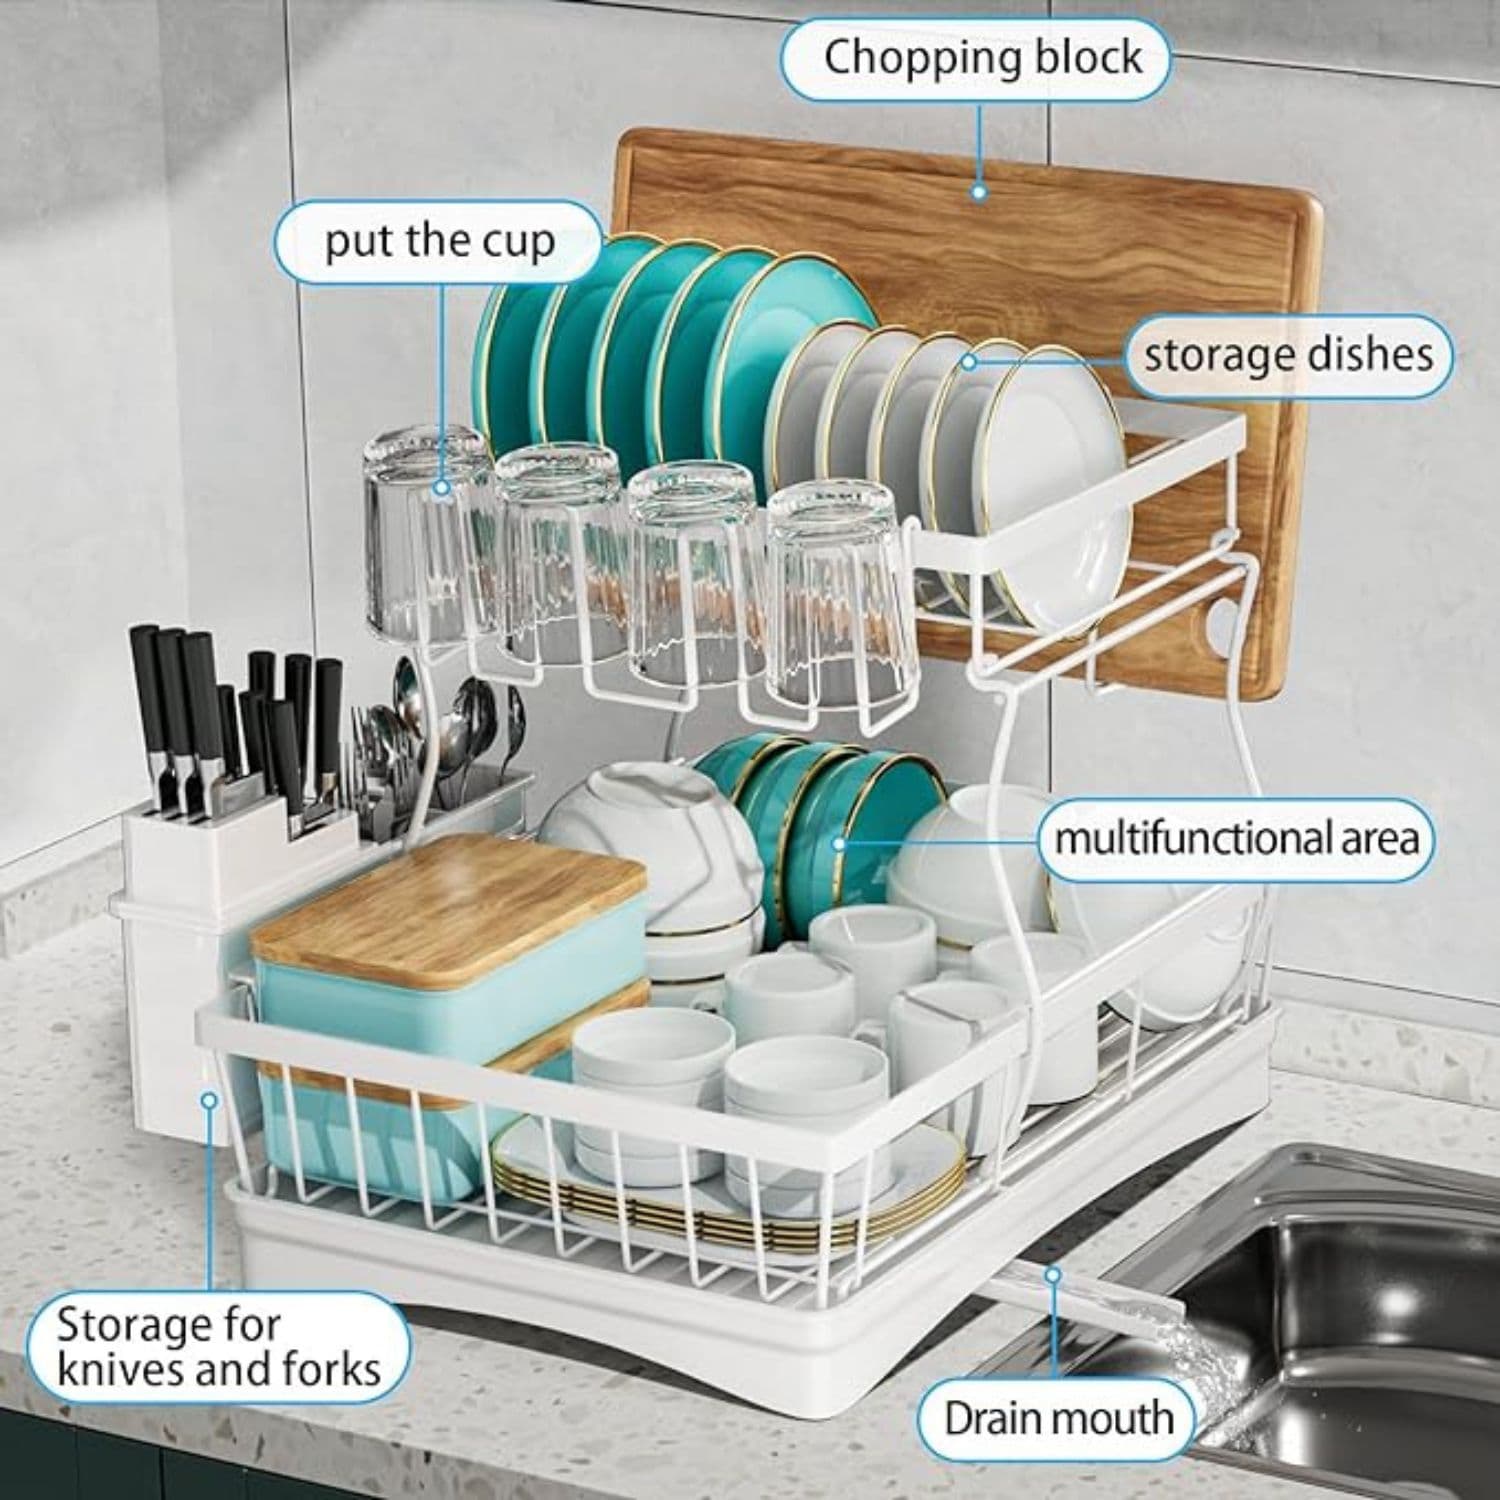 Chopping block
put the cup
storage dishes
multifunctional area
Storage for
knives and forks
Drain mouth